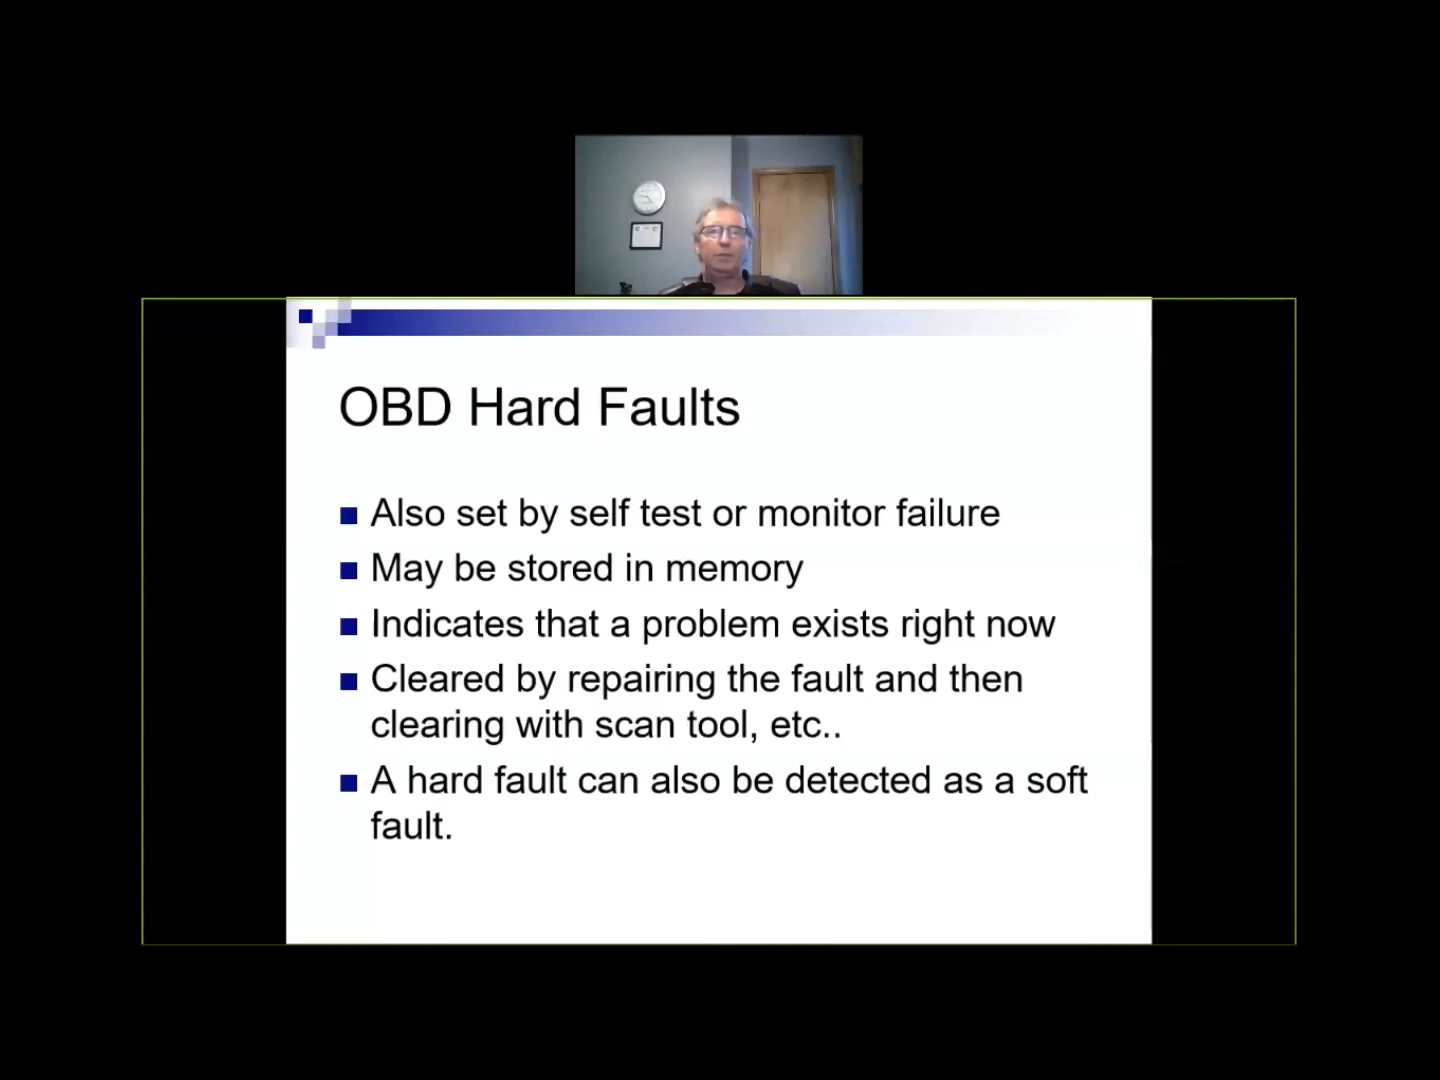 OBD Hard Faults
Also set by self test or monitor failure
May be stored in memory
Indicates that a problem exists right now
Cleared by repairing the fault and then
clearing with scan tool, etc..
A hard fault can also be detected as a soft
fault.